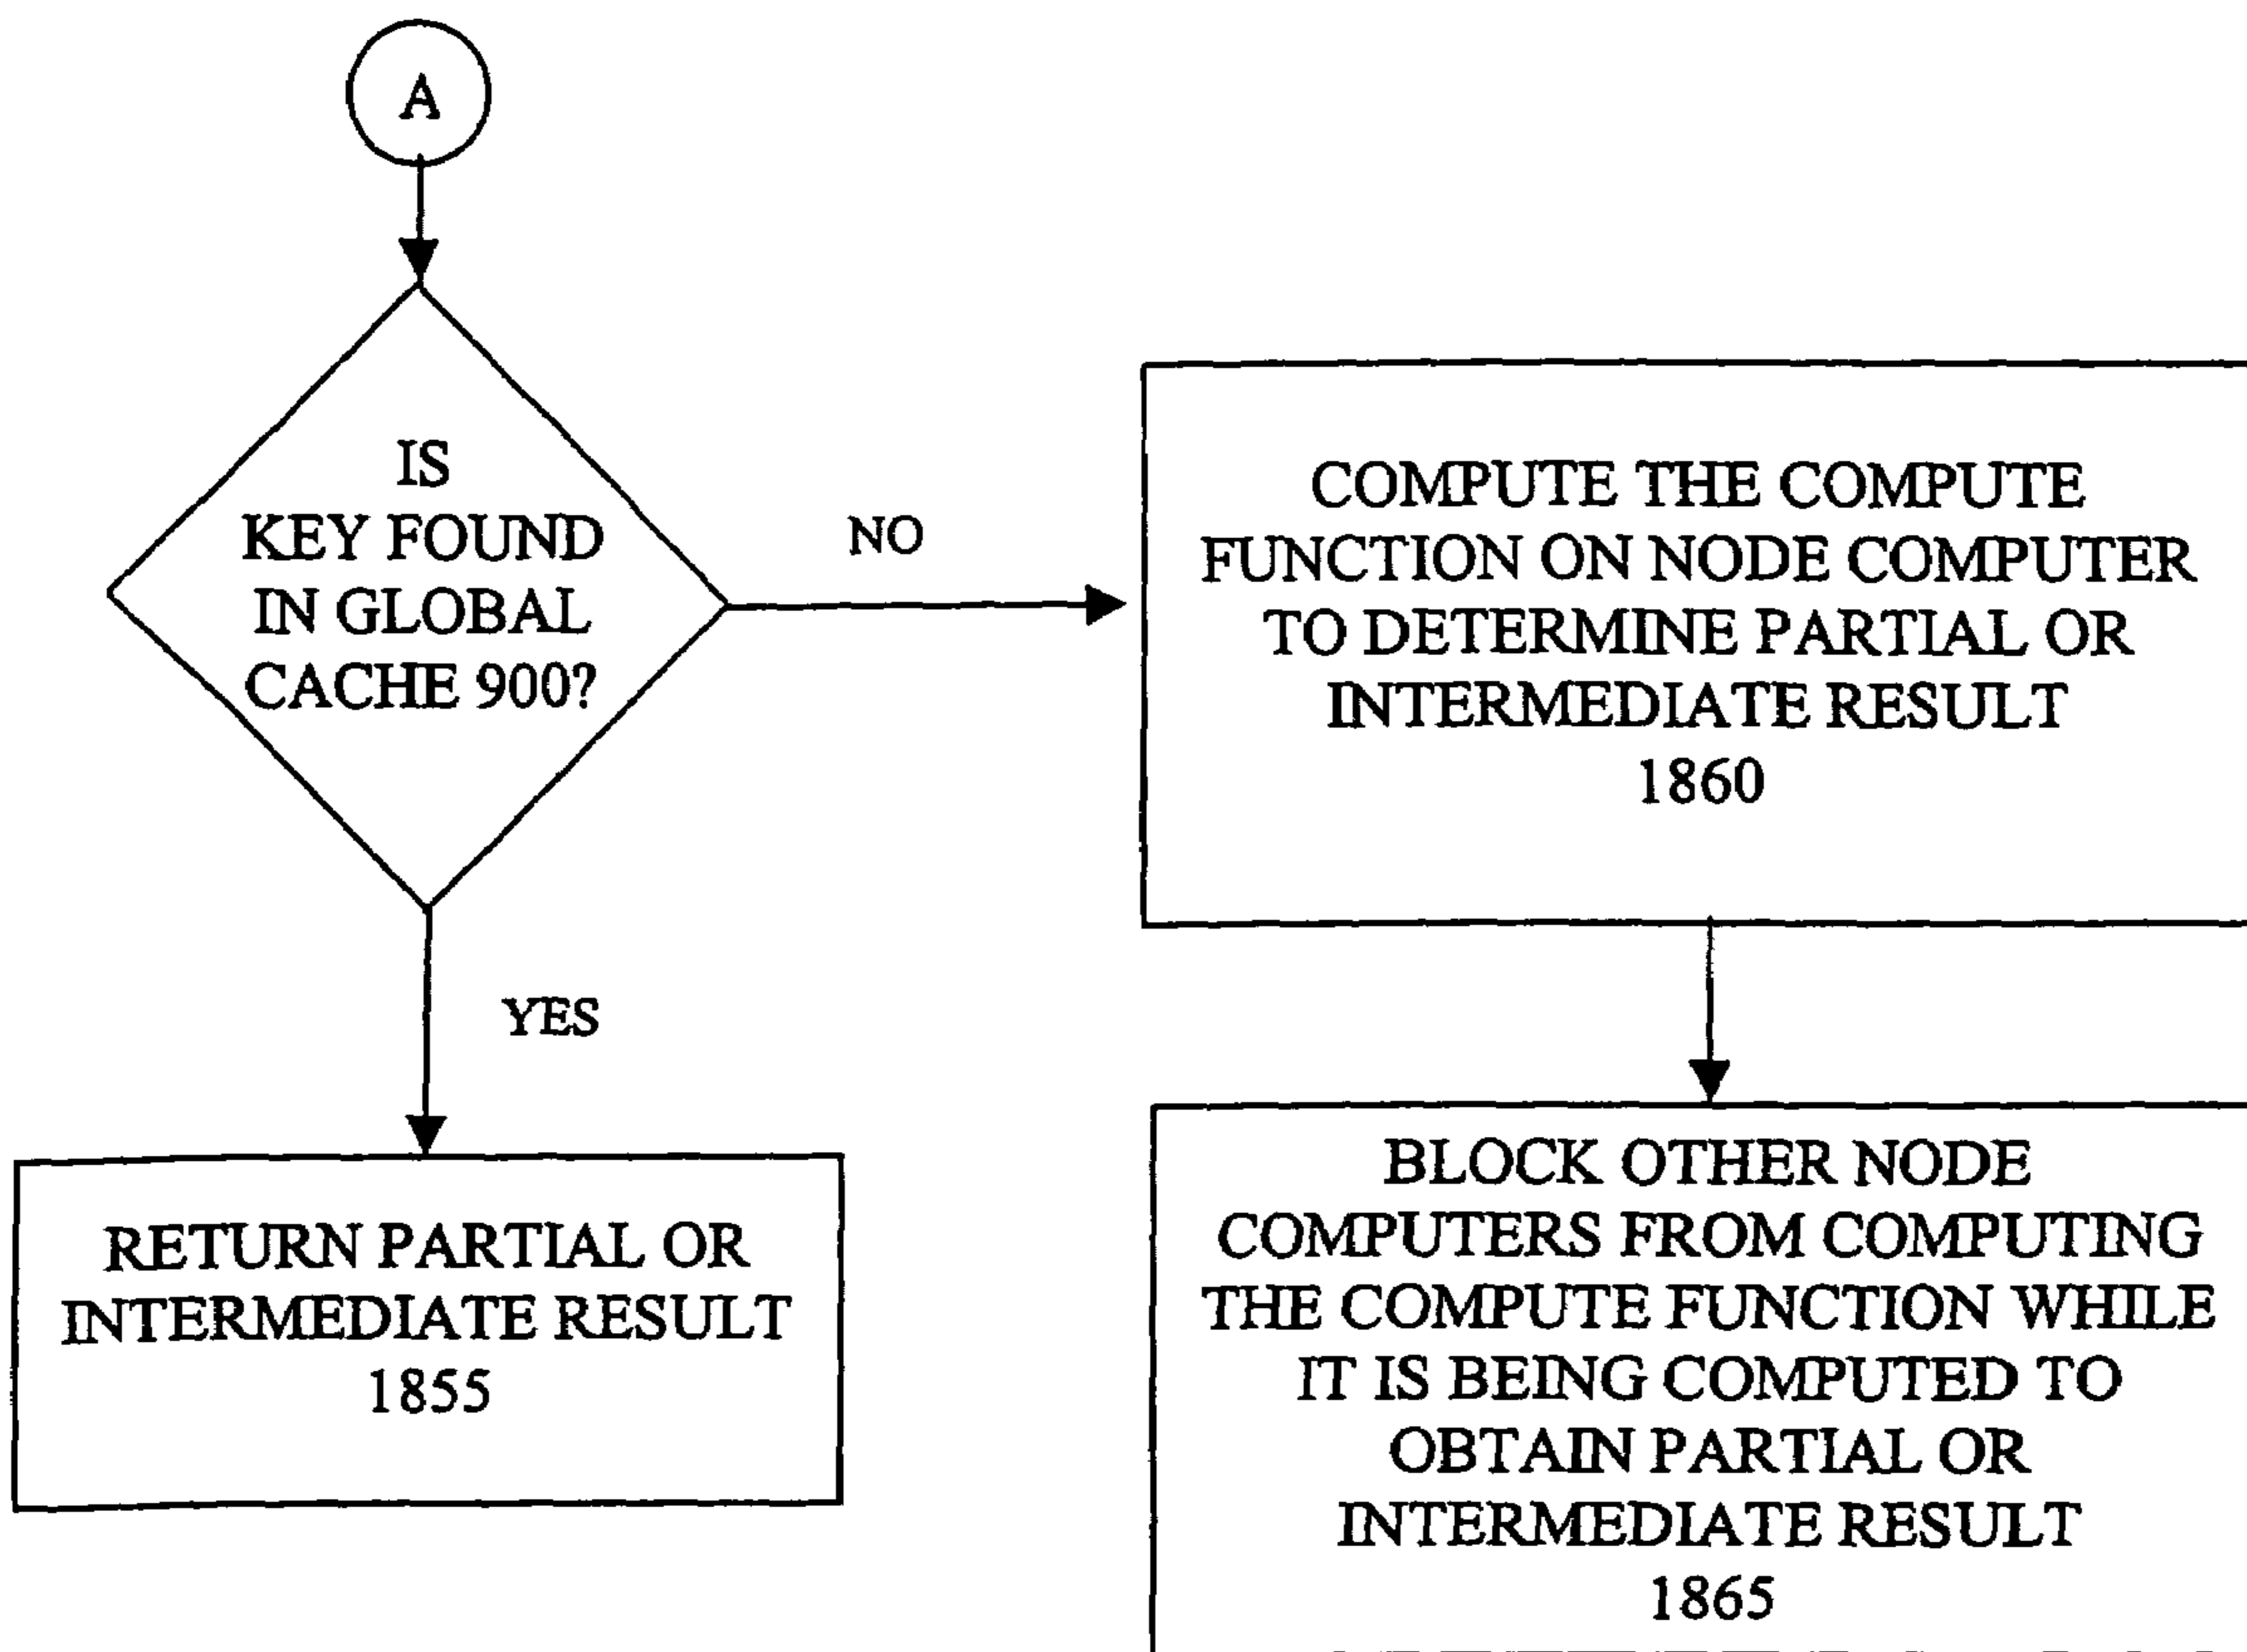 A
IS
KEY FOUND
IN GLOBAL
CACHE 900?
NO
COMPUTE THE COMPUTE
FUNCTION ON NODE COMPUTER
TO DETERMINE PARTIAL OR
INTERMEDIATE RESULT
1860
YES
RETURN PARTIAL OR
INTERMEDIATE RESULT
1855
BLOCK OTHER NODE
COMPUTERS FROM COMPUTING
THE COMPUTE FUNCTION WHILE
IT IS BEING COMPUTED TO
OBTAIN PARTIAL OR
INTERMEDIATE RESULT
1865